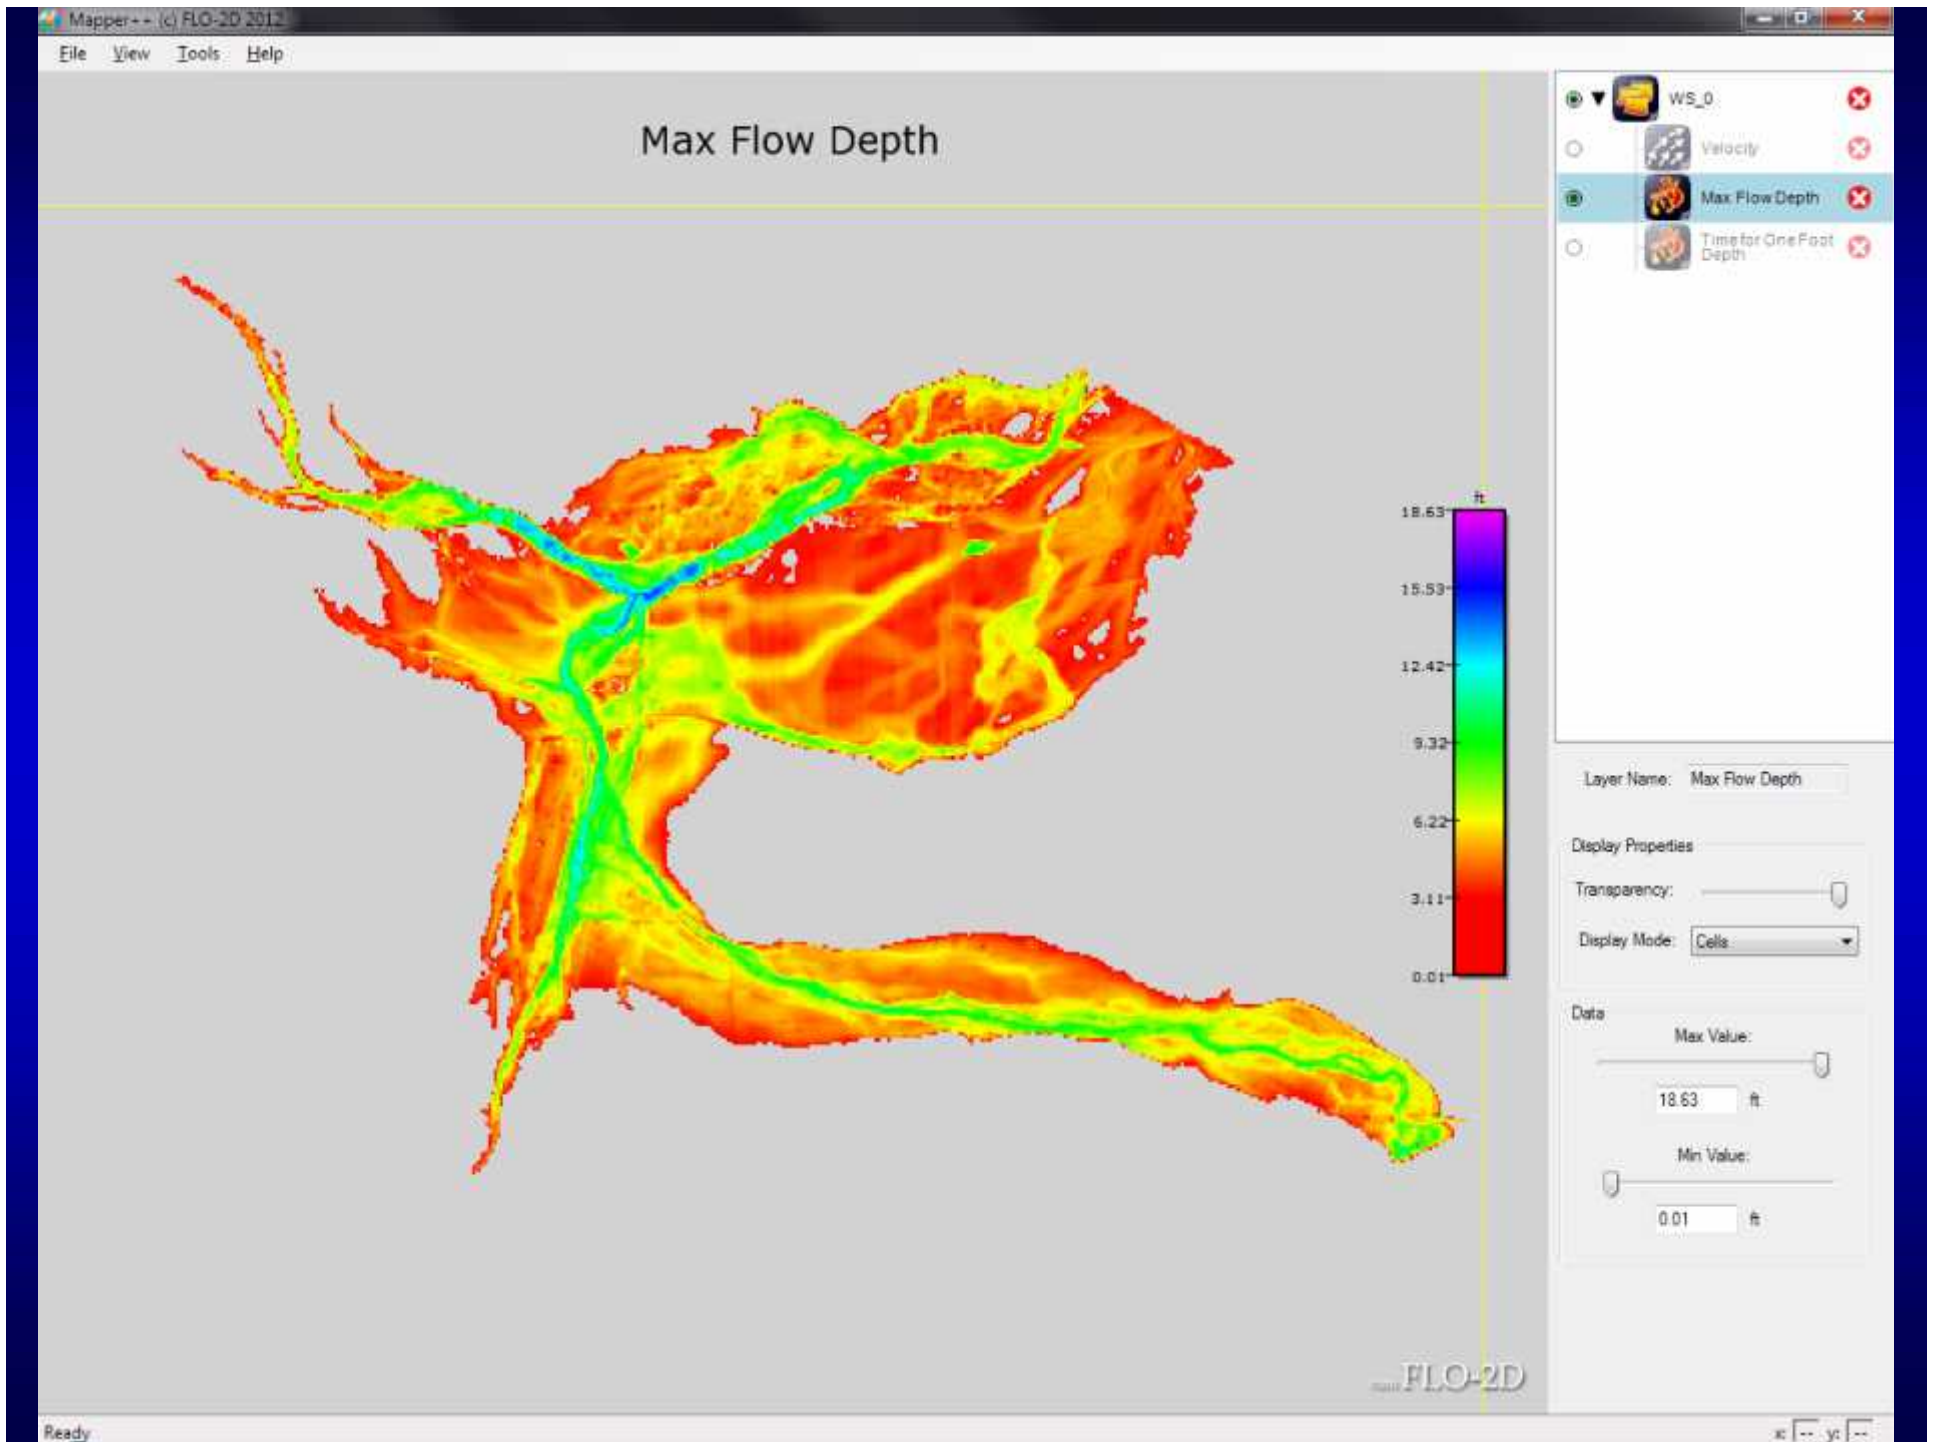 Mapper++ (c) FLO-2D 2012
File View Tools Help
Max Flow Depth
WS_0
Velocity
Max Flow Depth
Time for One Foot
Depth
ft
18.63
15.53
12.42
9.32
6.22
3.11
0.01
Layer Name: Max Flow Depth
Display Properties
Transparency:
Display Mode: Cells
Data
Max Value:
18.63 ft
Min Value:
0.01 ft
FLO-2D
Ready
x: -- y: --